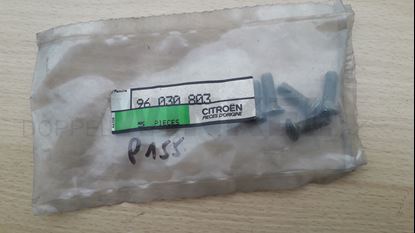 96 030 803
CITROËN
PIECES D'ORIGINE
PIECES
P155